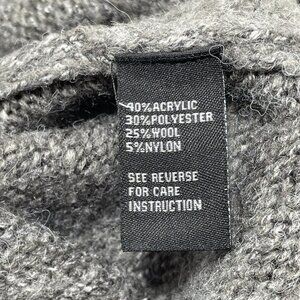 40%ACRYLIC
30%POLYESTER
25%WOOL
5%NYLON
SEE REVERSE
FOR CARE
INSTRUCTION